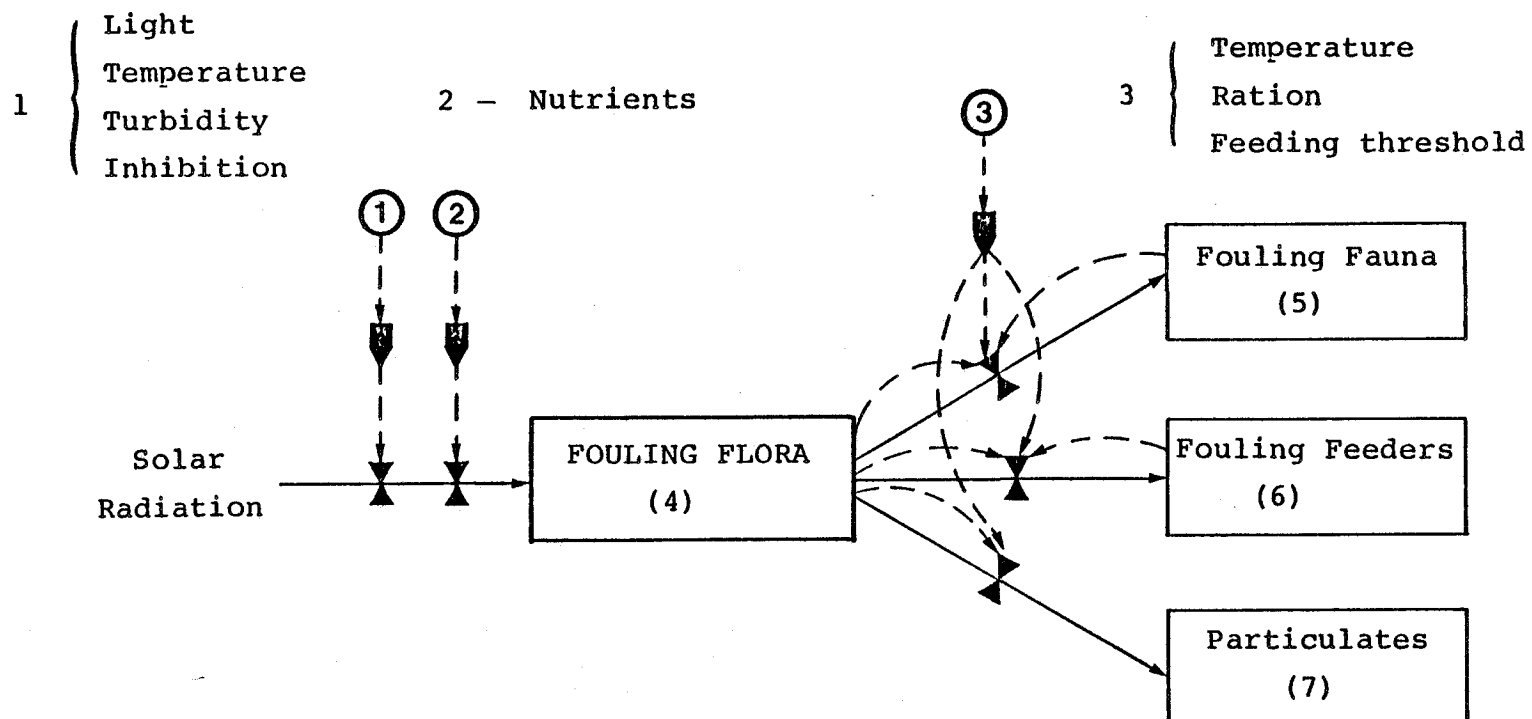 1
Light
Temperature
Turbidity
Inhibition
2 - Nutrients
3
Temperature
Ration
Feeding threshold
1
2
3
Solar
Radiation
FOULING FLORA
(4)
Fouling Fauna
(5)
Fouling Feeders
(6)
Particulates
(7)